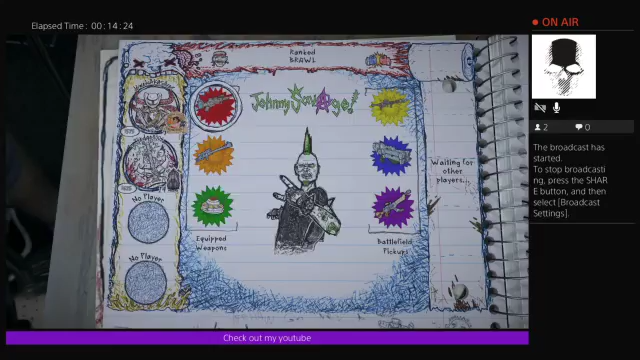 Elapsed Time : 00:14:24
ON AIR
Ranked
BRAWL
Johnny Savage!
Waiting for
other
players...
No Player
No Player
Equipped
Weapons
Battlefield
Pickups
2
0
The broadcast has
started.
To stop broadcasti
ng, press the SHAR
E button, and then
select [Broadcast
Settings].
Check out my youtube